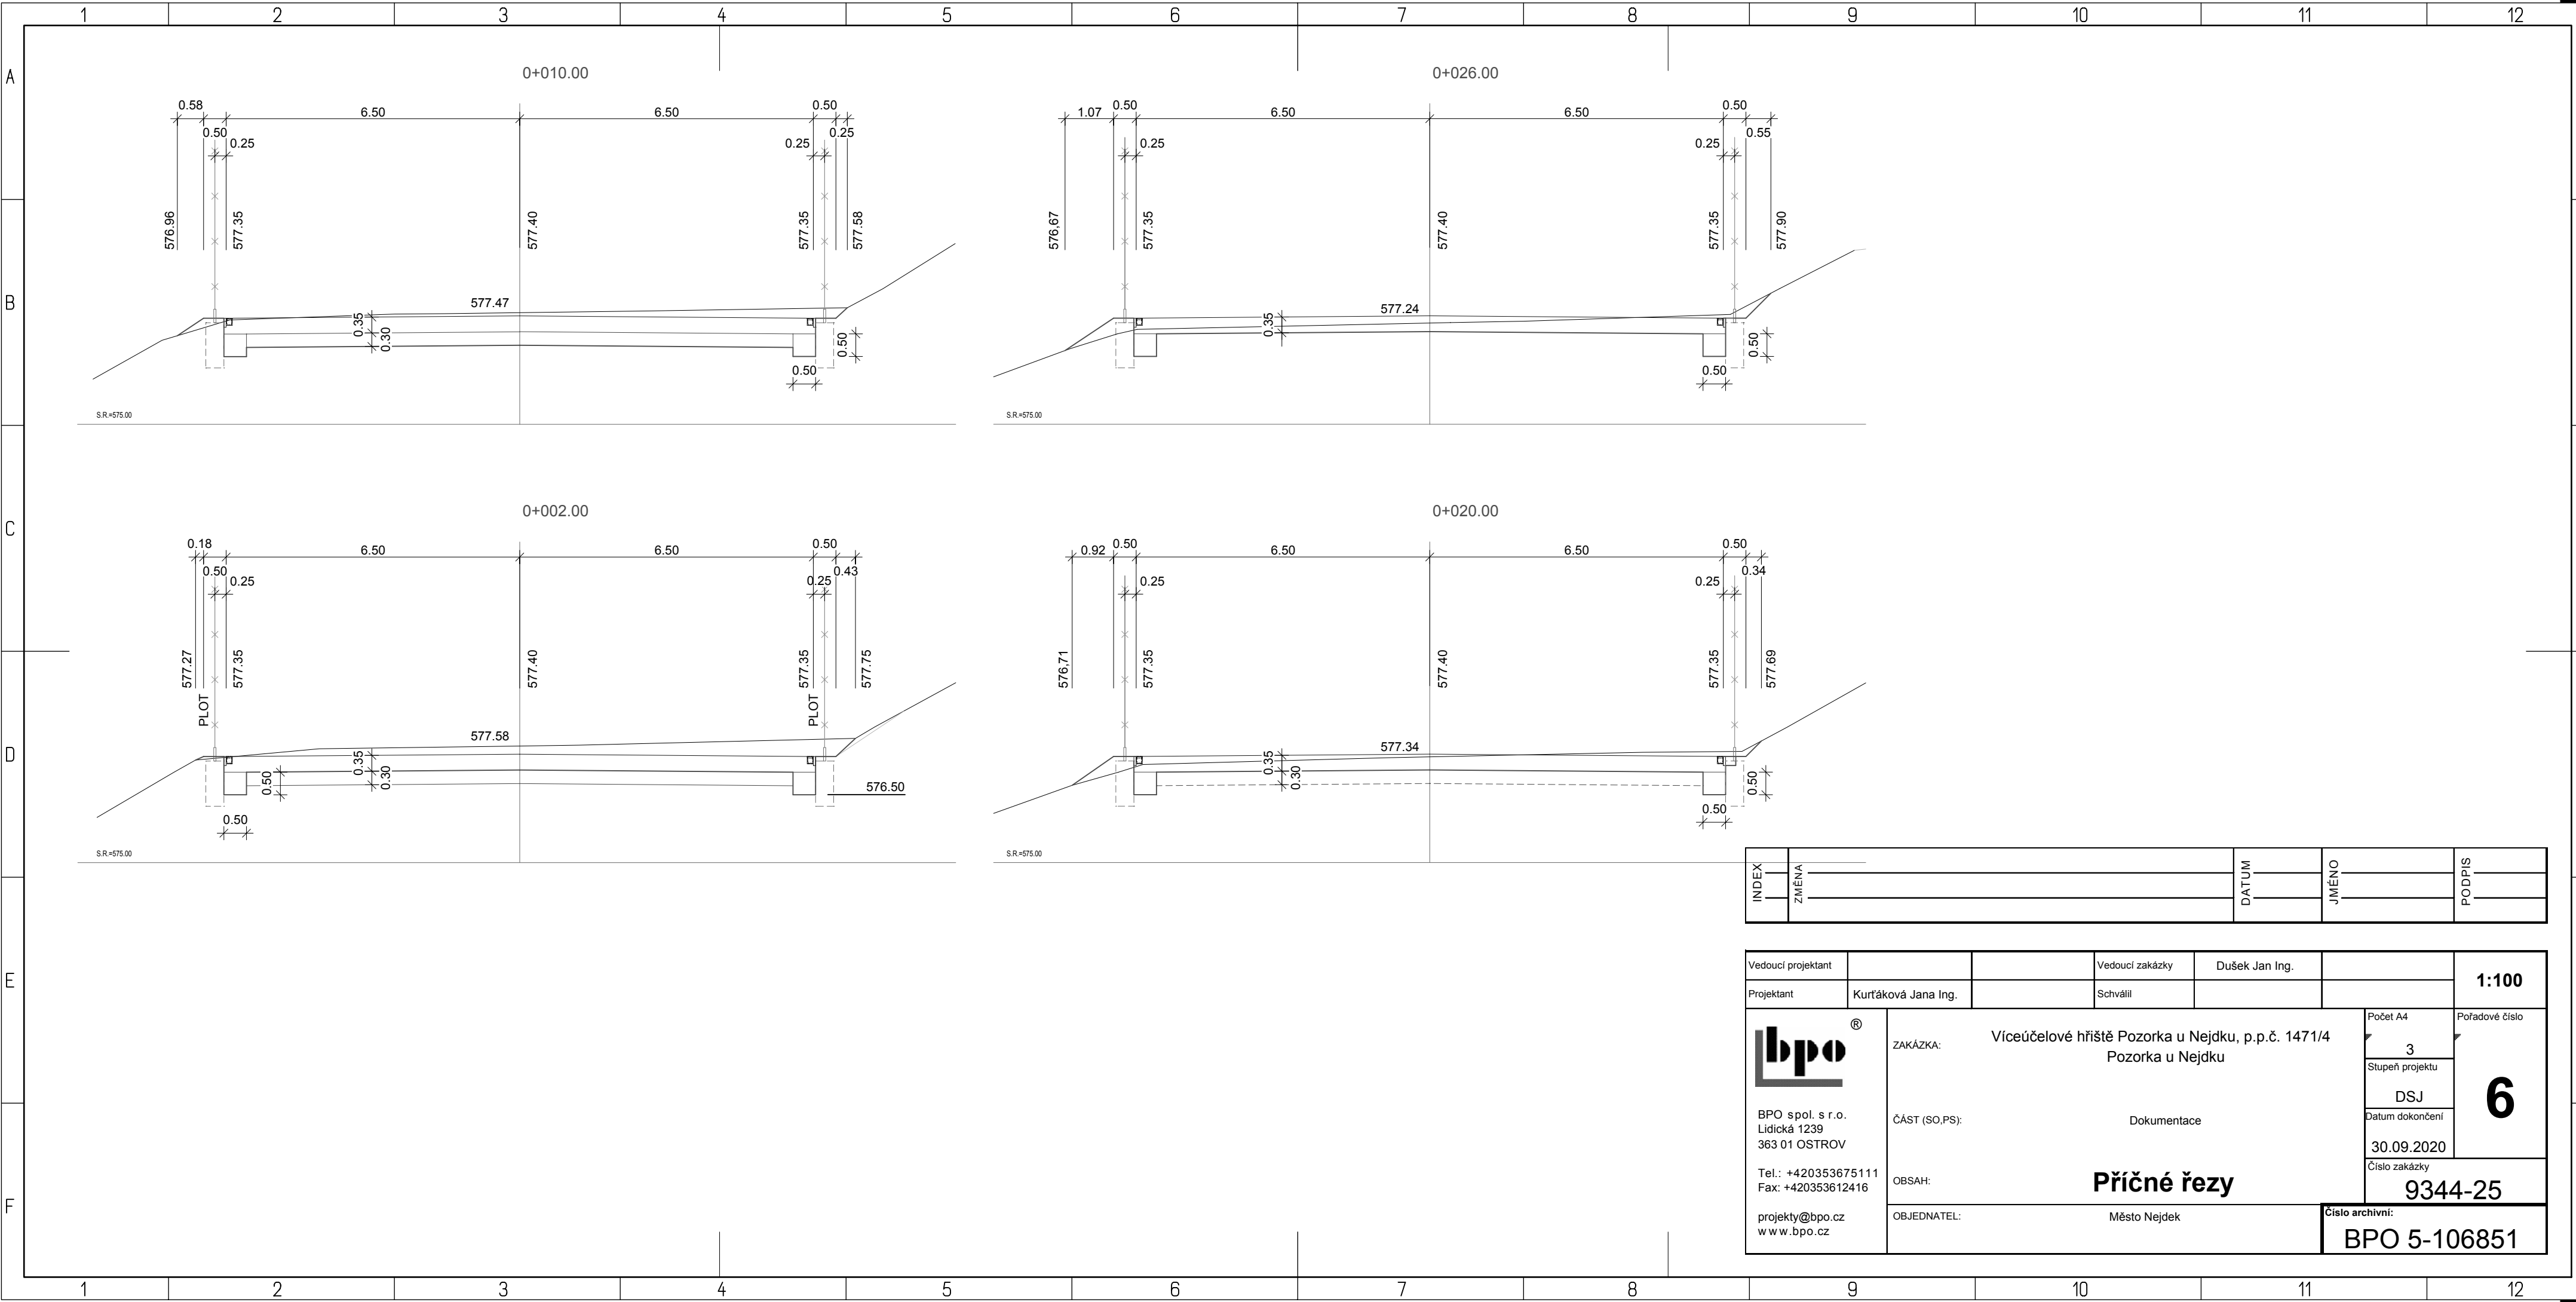 1 2 3 4 5 6 7 8 9 10 11 12
A
B
C
D
E
F
0+010.00
0.58 6.50 6.50 0.50
0.50 0.25
0.25 0.25
576.96 577.35 577.40 577.35 577.58
577.47
0.35 0.30 0.50
0.50
S.R.=575.00
0+026.00
1.07 0.50 6.50 6.50 0.50
0.55
0.25 0.25
576,67 577.35 577.40 577.35 577.90
577.24
0.35 0.50
0.50
S.R.=575.00
0+002.00
0.18 6.50 6.50 0.50
0.50 0.43
0.25 0.25
577.27 577.35 577.40 577.35 577.75
PLOT PLOT
577.58
0.50 0.35 0.30
576.50
0.50
S.R.=575.00
0+020.00
0.92 0.50 6.50 6.50 0.50
0.34
0.25 0.25
576,71 577.35 577.40 577.35 577.69
577.34
0.35 0.30 0.50
0.50
S.R.=575.00
INDEX ZMĚNA DATUM JMÉNO PODPIS
Vedoucí projektant Vedoucí zakázky Dušek Jan Ing.
1:100
Projektant Kurťáková Jana Ing. Schválil
bpo ®
BPO spol. s r.o.
Lidická 1239
363 01 OSTROV
Tel.: +420353675111
Fax: +420353612416
projekty@bpo.cz
www.bpo.cz
ZAKÁZKA:
Víceúčelové hřiště Pozorka u Nejdku, p.p.č. 1471/4
Pozorka u Nejdku
ČÁST (SO,PS): Dokumentace
OBSAH: Příčné řezy
OBJEDNATEL: Město Nejdek
Počet A4
3
Stupeň projektu
DSJ
Datum dokončení
30.09.2020
Pořadové číslo
6
Číslo zakázky
9344-25
Číslo archivní:
BPO 5-106851
1 2 3 4 5 6 7 8 9 10 11 12